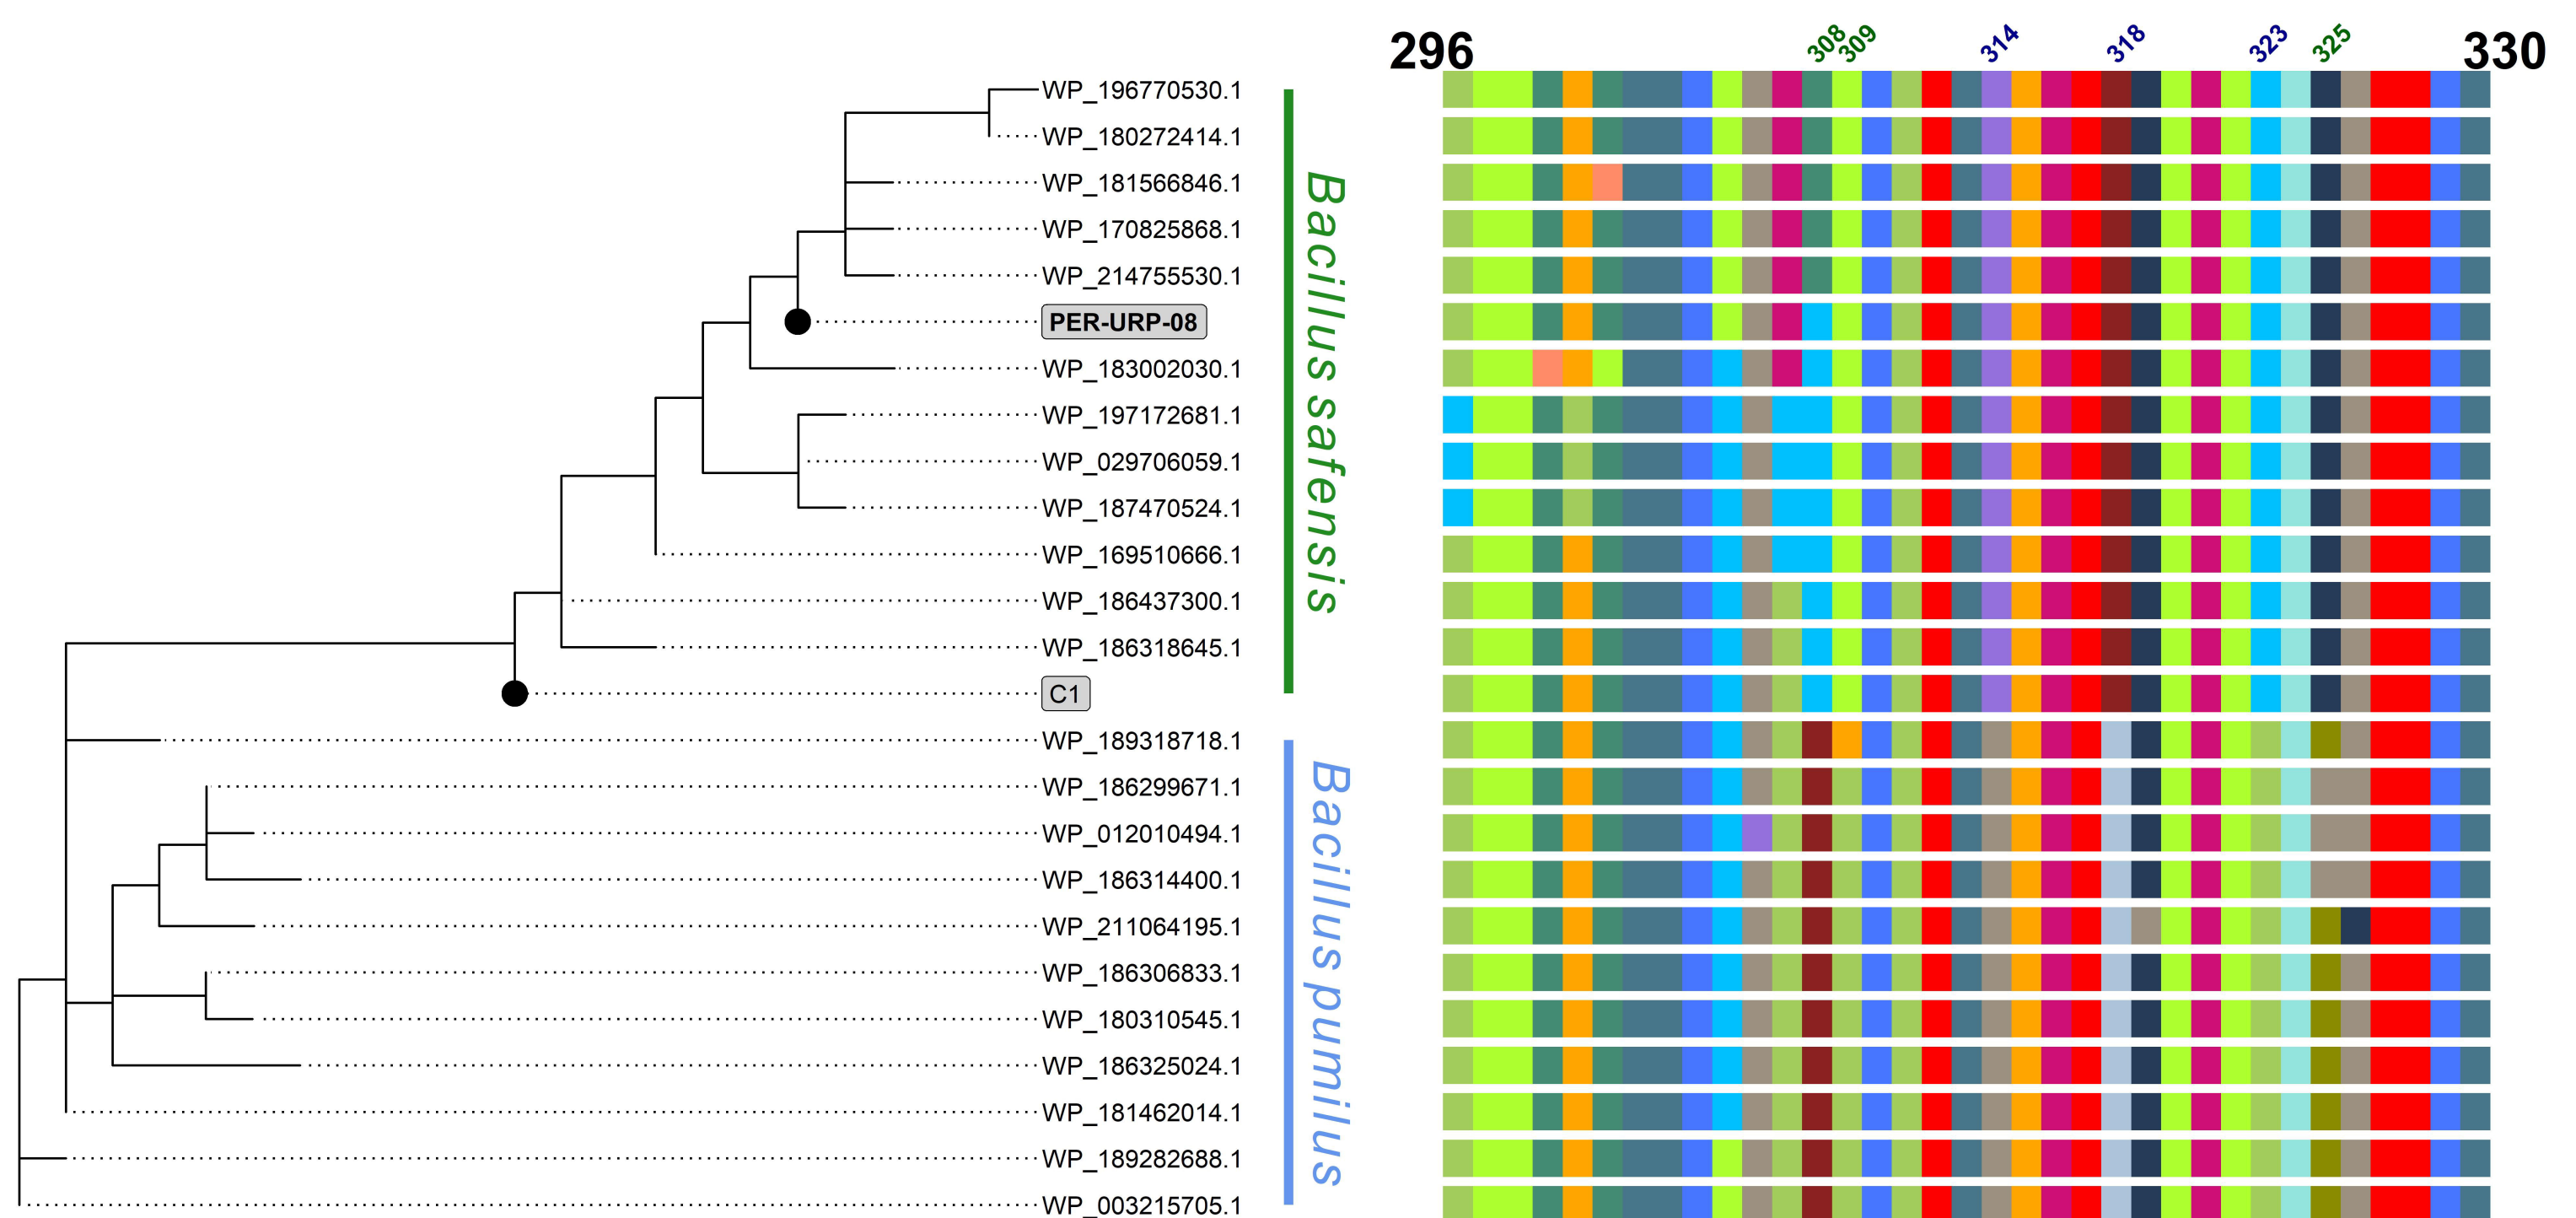 296
308
309
314
318
323
325
330
WP_196770530.1
WP_180272414.1
WP_181566846.1
WP_170825868.1
WP_214755530.1
PER-URP-08
WP_183002030.1
WP_197172681.1
WP_029706059.1
WP_187470524.1
WP_169510666.1
WP_186437300.1
WP_186318645.1
C1
Bacillus safensis
WP_189318718.1
WP_186299671.1
WP_012010494.1
WP_186314400.1
WP_211064195.1
WP_186306833.1
WP_180310545.1
WP_186325024.1
WP_181462014.1
WP_189282688.1
WP_003215705.1
Bacillus pumilus